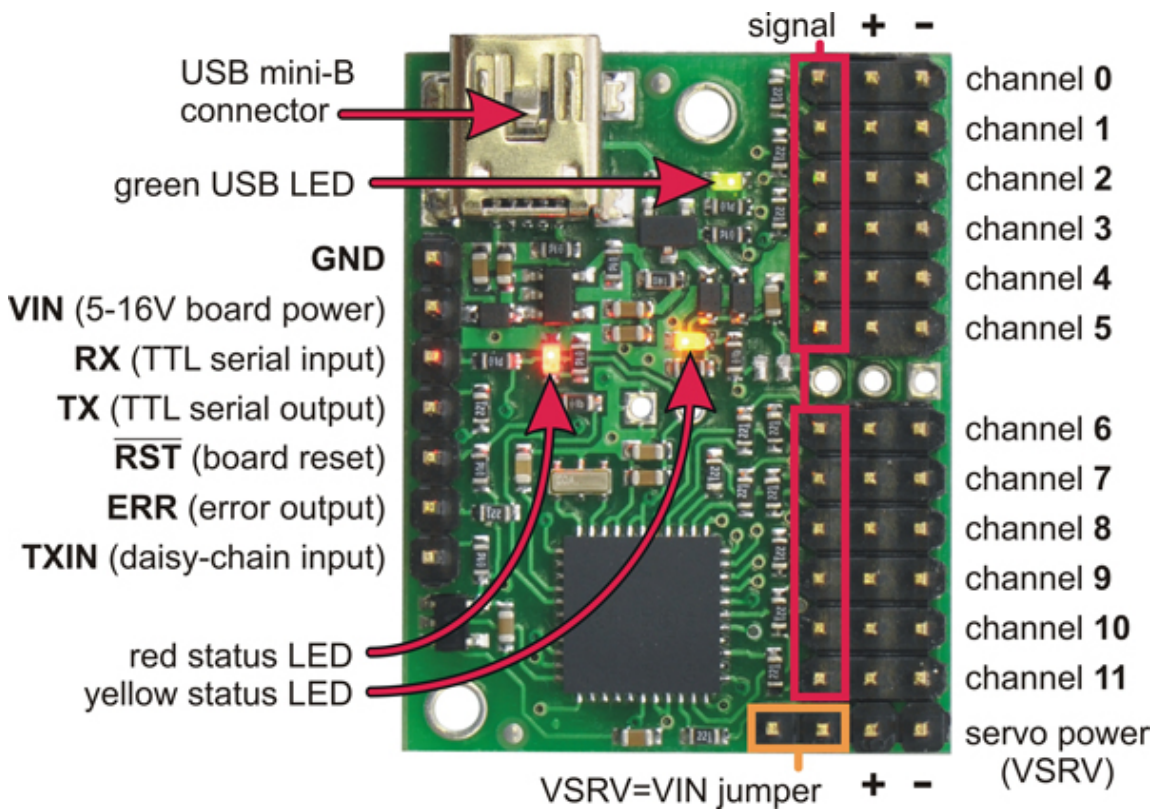 signal + -
USB mini-B
connector
green USB LED
GND
VIN (5-16V board power)
RX (TTL serial input)
TX (TTL serial output)
RST (board reset)
ERR (error output)
TXIN (daisy-chain input)
red status LED
yellow status LED
channel 0
channel 1
channel 2
channel 3
channel 4
channel 5
channel 6
channel 7
channel 8
channel 9
channel 10
channel 11
servo power
(VSRV)
VSRV=VIN jumper + -